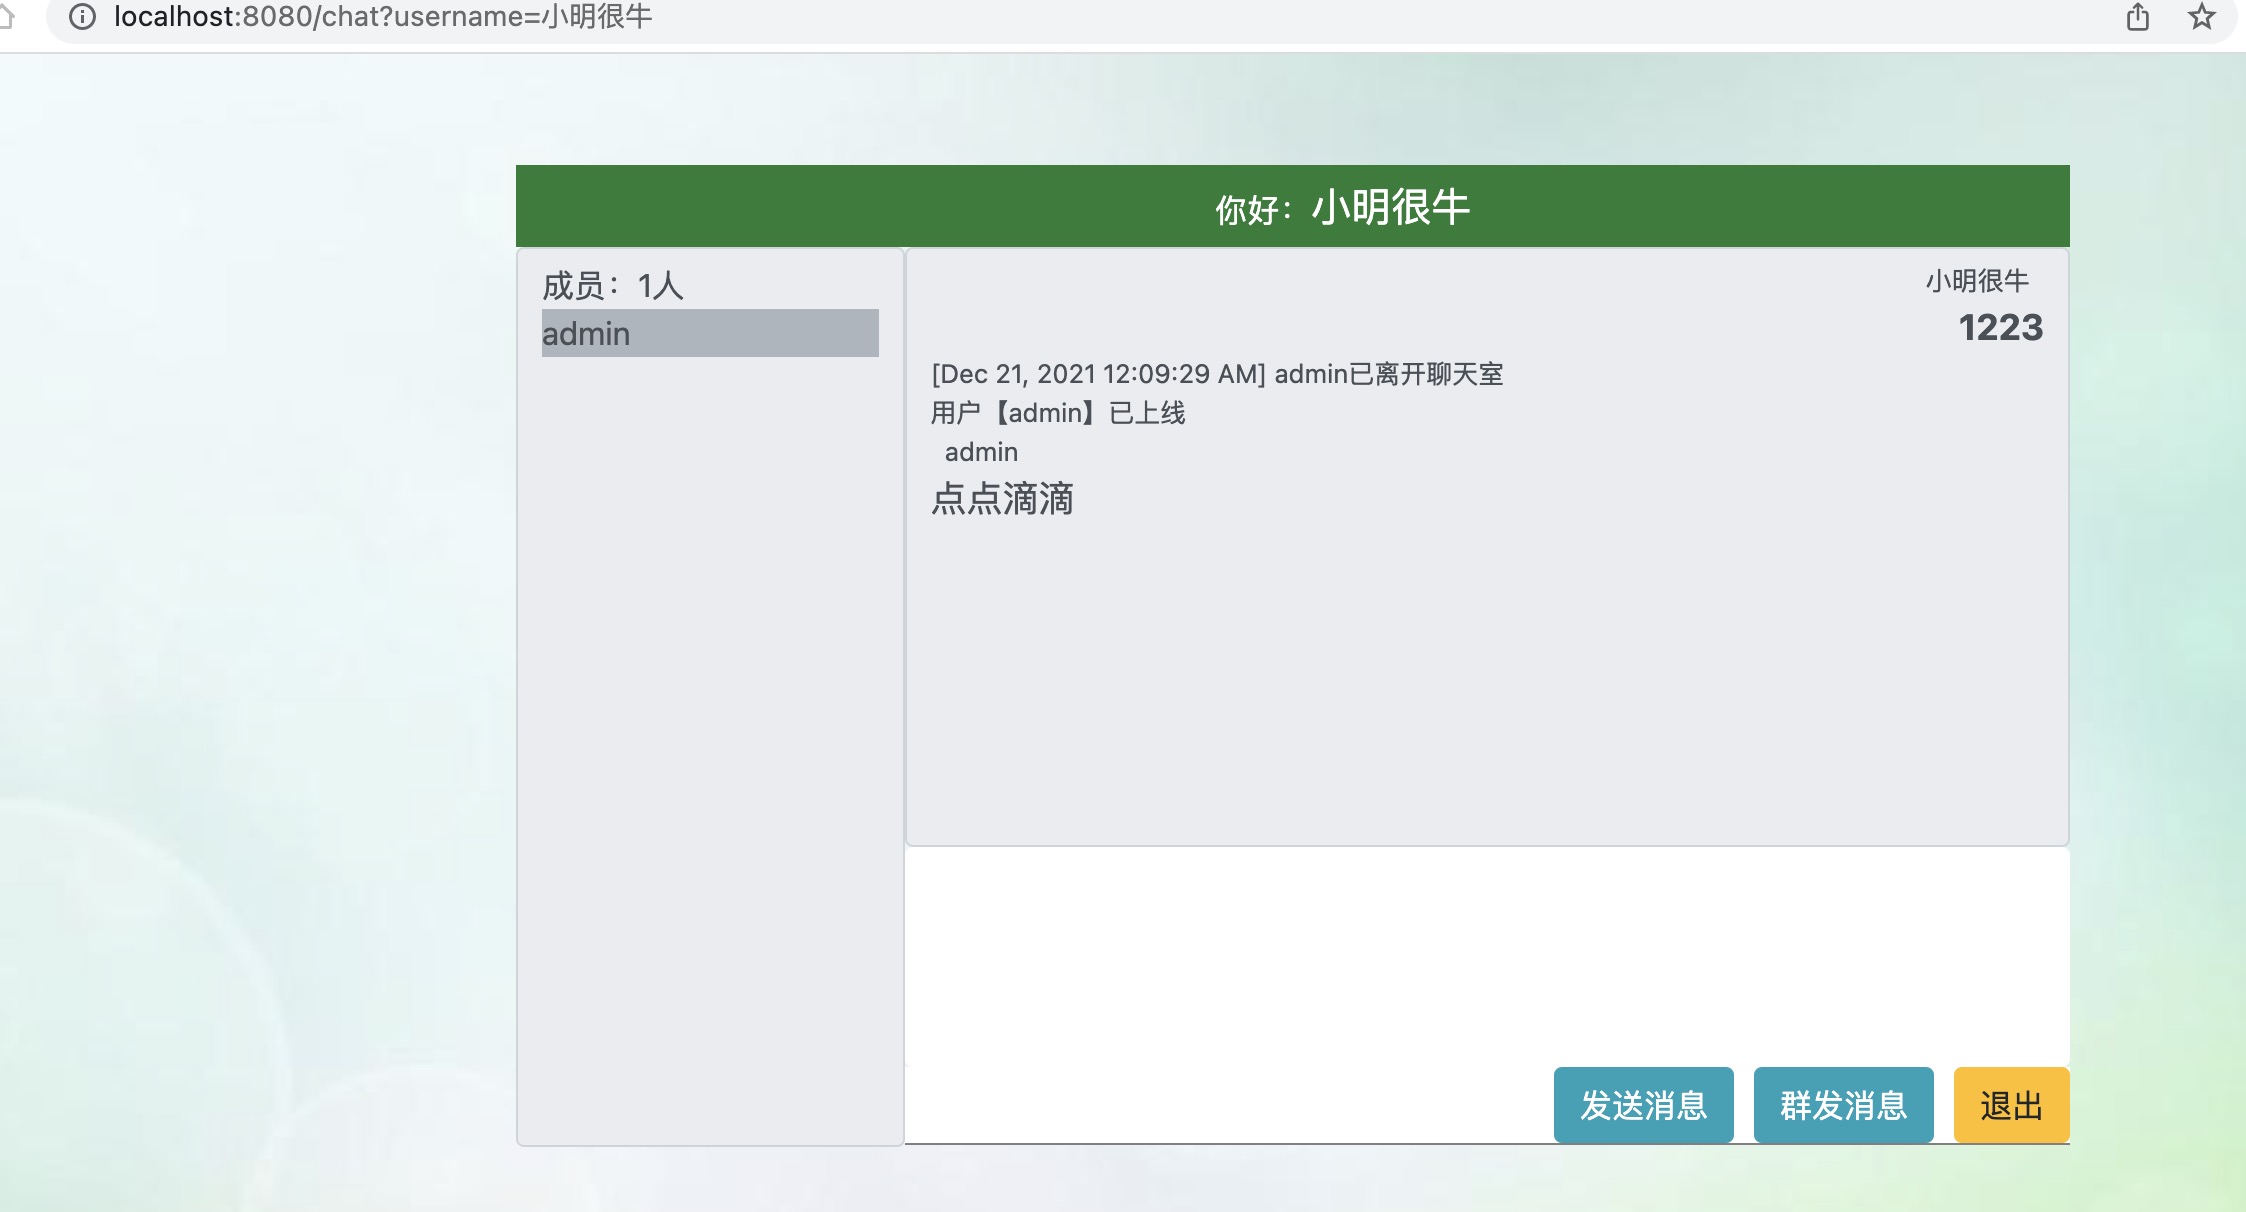 localhost:8080/chat?username=小明很牛
你好：小明很牛
成员：1人
admin
小明很牛
1223
[Dec 21, 2021 12:09:29 AM] admin已离开聊天室
用户【admin】已上线
admin
点点滴滴
发送消息 群发消息 退出